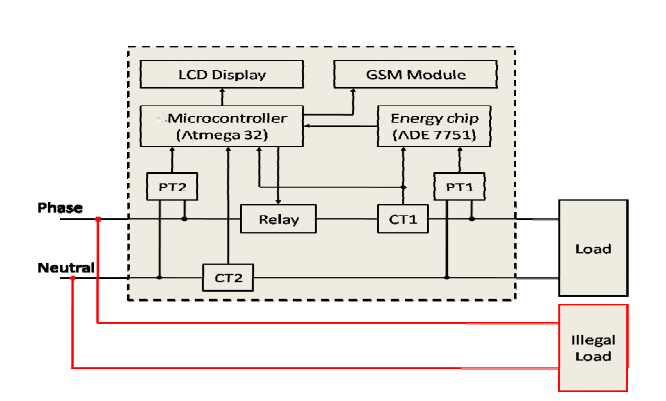 LCD Display
GSM Module
Microcontroller
(Atmega 32)
Energy chip
(ADE 7751)
PT2
PT1
Phase
Relay
CT1
Load
Neutral
CT2
Illegal
Load